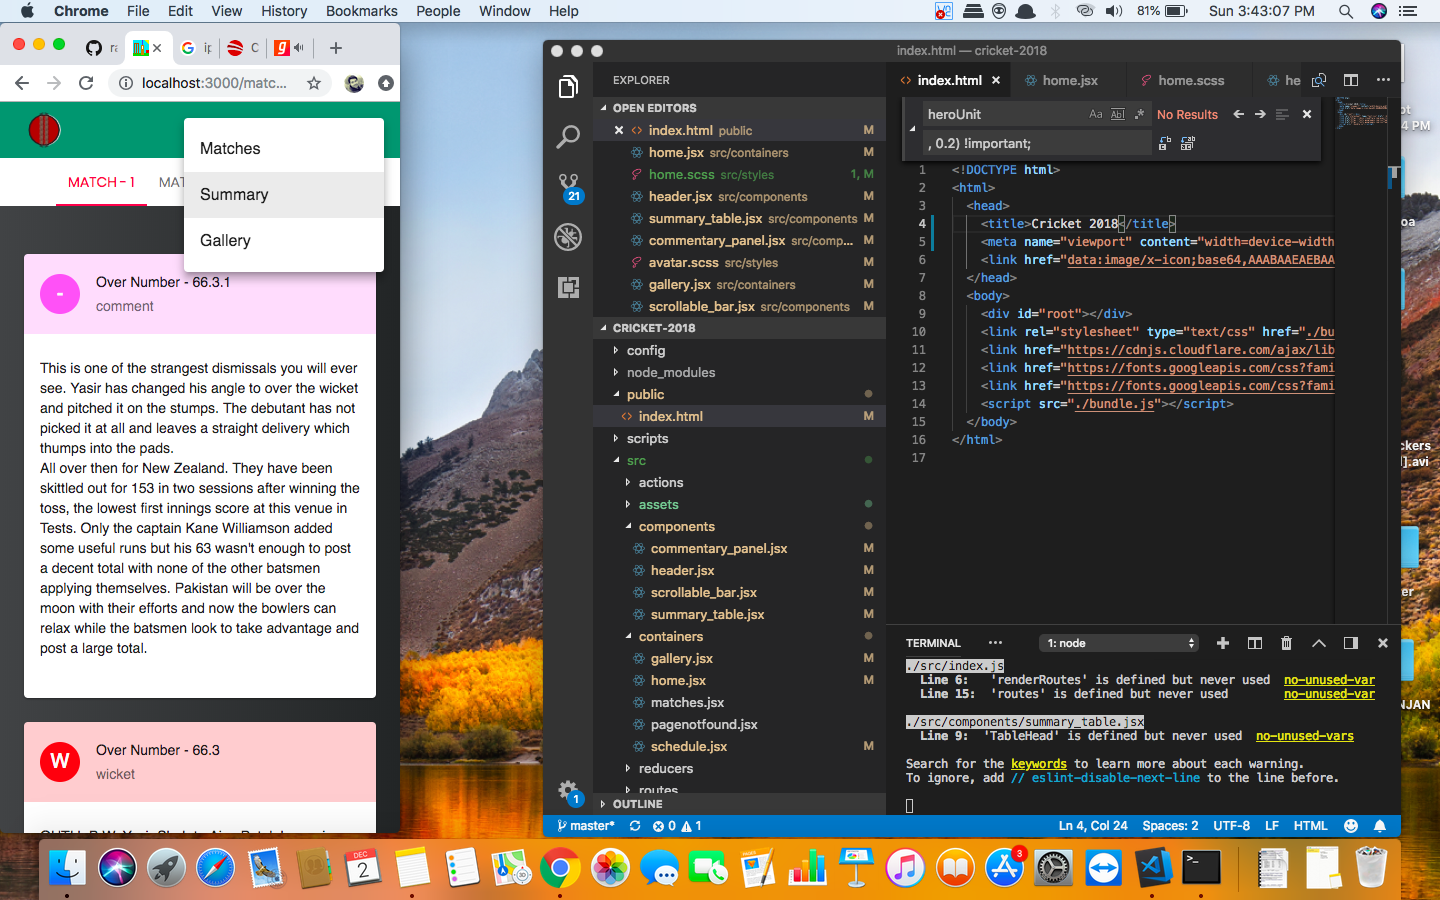 Chrome File Edit View History Bookmarks People Window Help
81% Sun 3:43:07 PM
localhost:3000/matc...
Matches
Summary
Gallery
MATCH - 1 MAT
Over Number - 66.3.1
-
comment
This is one of the strangest dismissals you will ever
see. Yasir has changed his angle to over the wicket
and pitched it on the stumps. The debutant has not
picked it at all and leaves a straight delivery which
thumps into the pads.
All over then for New Zealand. They have been
skittled out for 153 in two sessions after winning the
toss, the lowest first innings score at this venue in
Tests. Only the captain Kane Williamson added
some useful runs but his 63 wasn't enough to post
a decent total with none of the other batsmen
applying themselves. Pakistan will be over the
moon with their efforts and now the bowlers can
relax while the batsmen look to take advantage and
post a large total.
Over Number - 66.3
W
wicket
index.html — cricket-2018
EXPLORER
OPEN EDITORS
index.html public M
home.jsx src/containers M
home.scss src/styles 1, M
header.jsx src/components M
summary_table.jsx src/components M
commentary_panel.jsx src/comp... M
avatar.scss src/styles M
gallery.jsx src/containers M
scrollable_bar.jsx src/components M
21
CRICKET-2018
config
node_modules
public
index.html M
scripts
src
actions
assets
components
commentary_panel.jsx M
header.jsx M
scrollable_bar.jsx M
summary_table.jsx M
containers
gallery.jsx M
home.jsx M
matches.jsx
pagenotfound.jsx
schedule.jsx M
reducers
routes
OUTLINE
1
index.html home.jsx home.scss he
heroUnit Aa Abl .* No Results
, 0.2) !important;
1 <!DOCTYPE html>
2 <html>
3 <head>
4 <title>Cricket 2018</title>
5 <meta name="viewport" content="width=device-width
6 <link href="data:image/x-icon;base64,AAABAAEAEBAA
7 </head>
8 <body>
9 <div id="root"></div>
10 <link rel="stylesheet" type="text/css" href="./bu
11 <link href="https://cdnjs.cloudflare.com/ajax/lib
12 <link href="https://fonts.googleapis.com/css?fami
13 <link href="https://fonts.googleapis.com/css?fami
14 <script src="./bundle.js"></script>
15 </body>
16 </html>
17
TERMINAL ... 1: node
./src/index.js
Line 6: 'renderRoutes' is defined but never used no-unused-var
Line 15: 'routes' is defined but never used no-unused-var
./src/components/summary_table.jsx
Line 9: 'TableHead' is defined but never used no-unused-vars
Search for the keywords to learn more about each warning.
To ignore, add // eslint-disable-next-line to the line before.
master* 0 1 Ln 4, Col 24 Spaces: 2 UTF-8 LF HTML
ot
4 PM
oa
ckers
].avi
er
NJAN
DEC
2
3